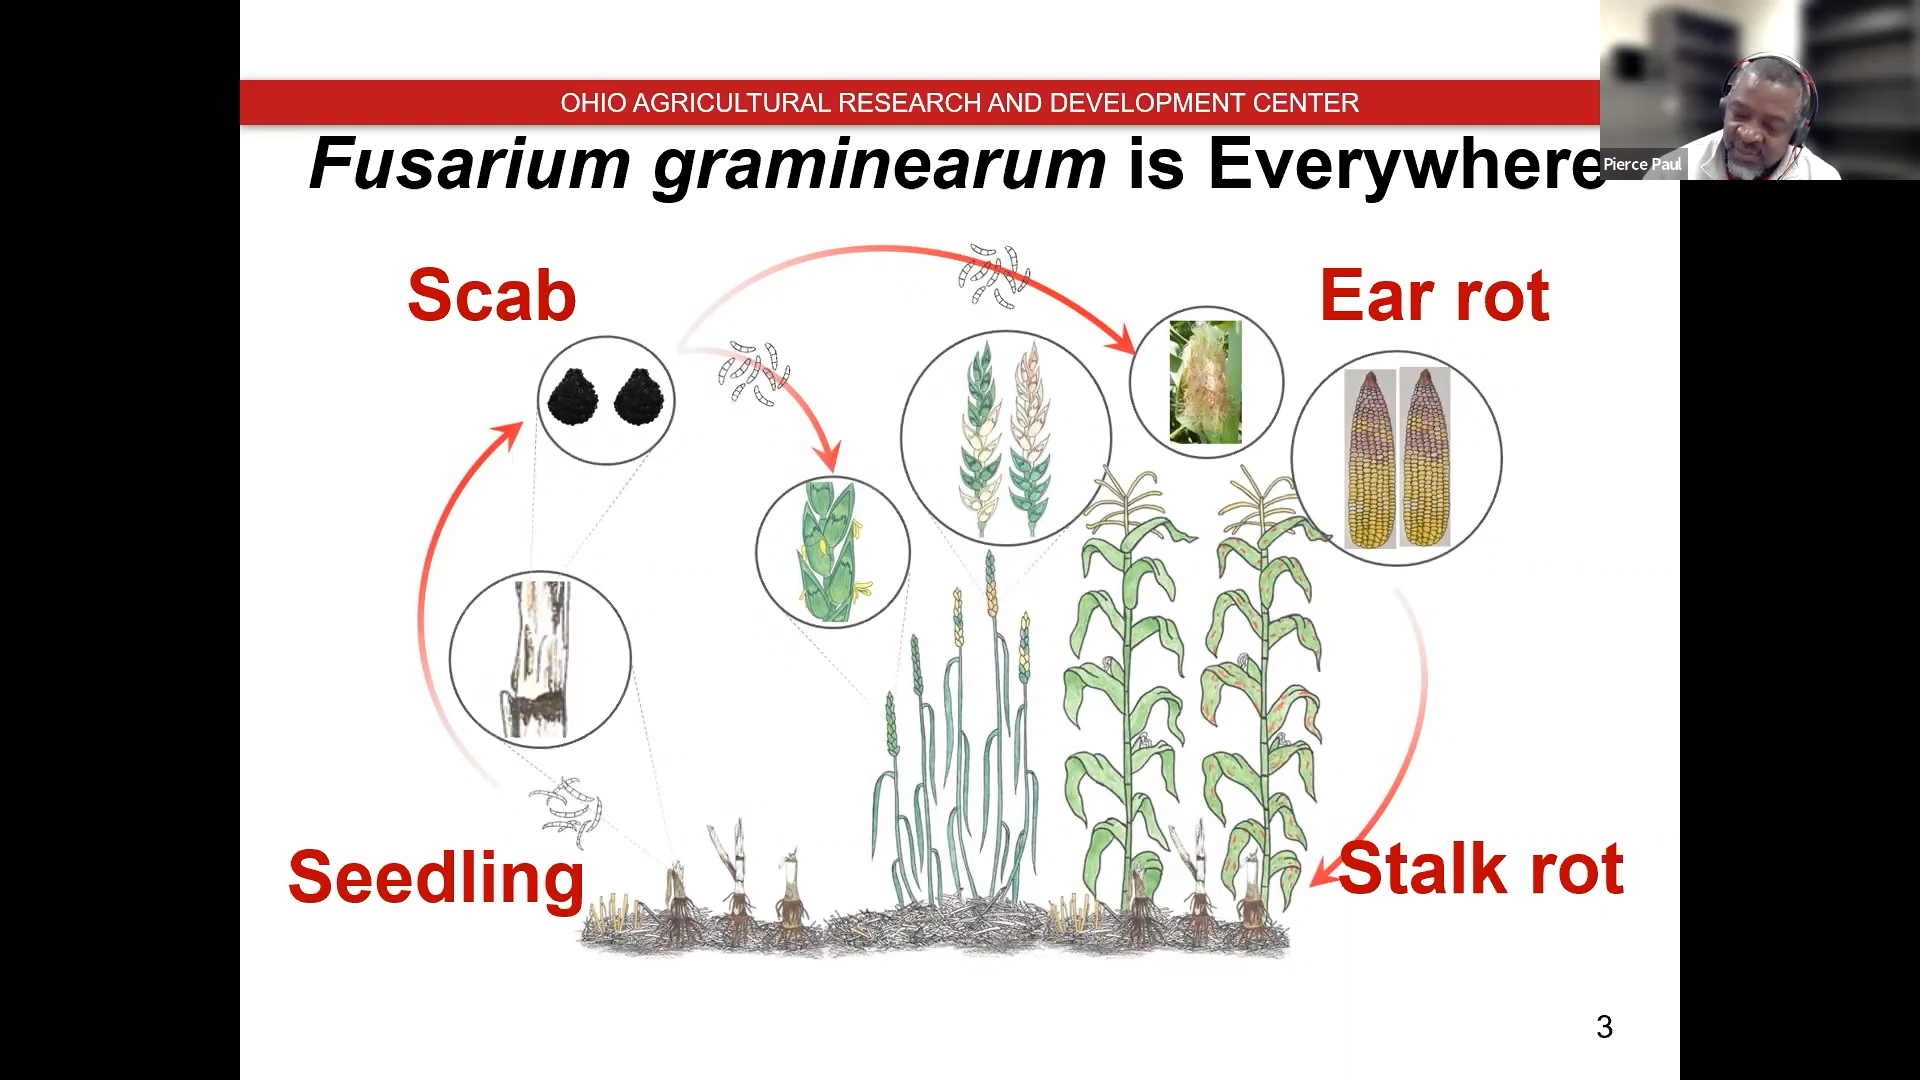 OHIO AGRICULTURAL RESEARCH AND DEVELOPMENT CENTER
Fusarium graminearum is Everywhere
Pierce Paul
Scab
Ear rot
Seedling
Stalk rot
3